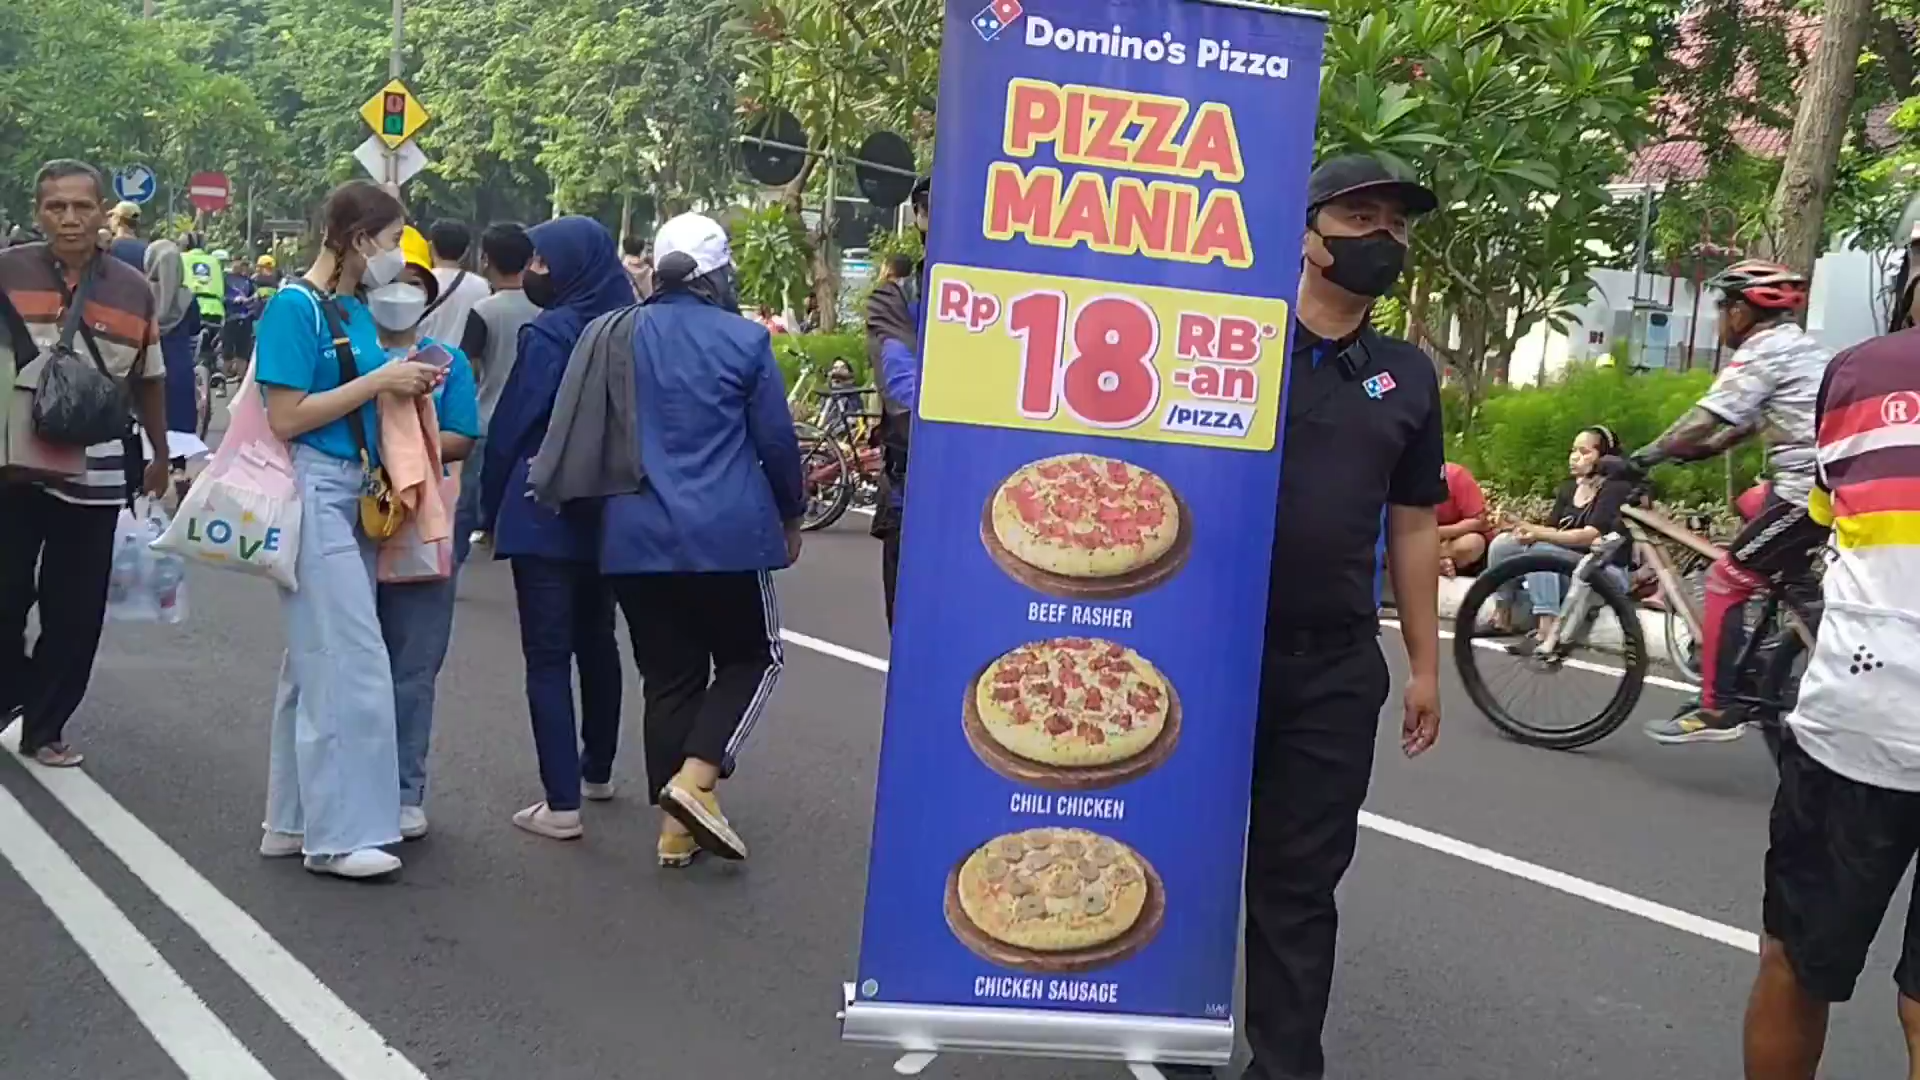 Domino's Pizza
PIZZA
MANIA
Rp 18 RB*
-an
/PIZZA
BEEF RASHER
CHILI CHICKEN
CHICKEN SAUSAGE
LOVE
R